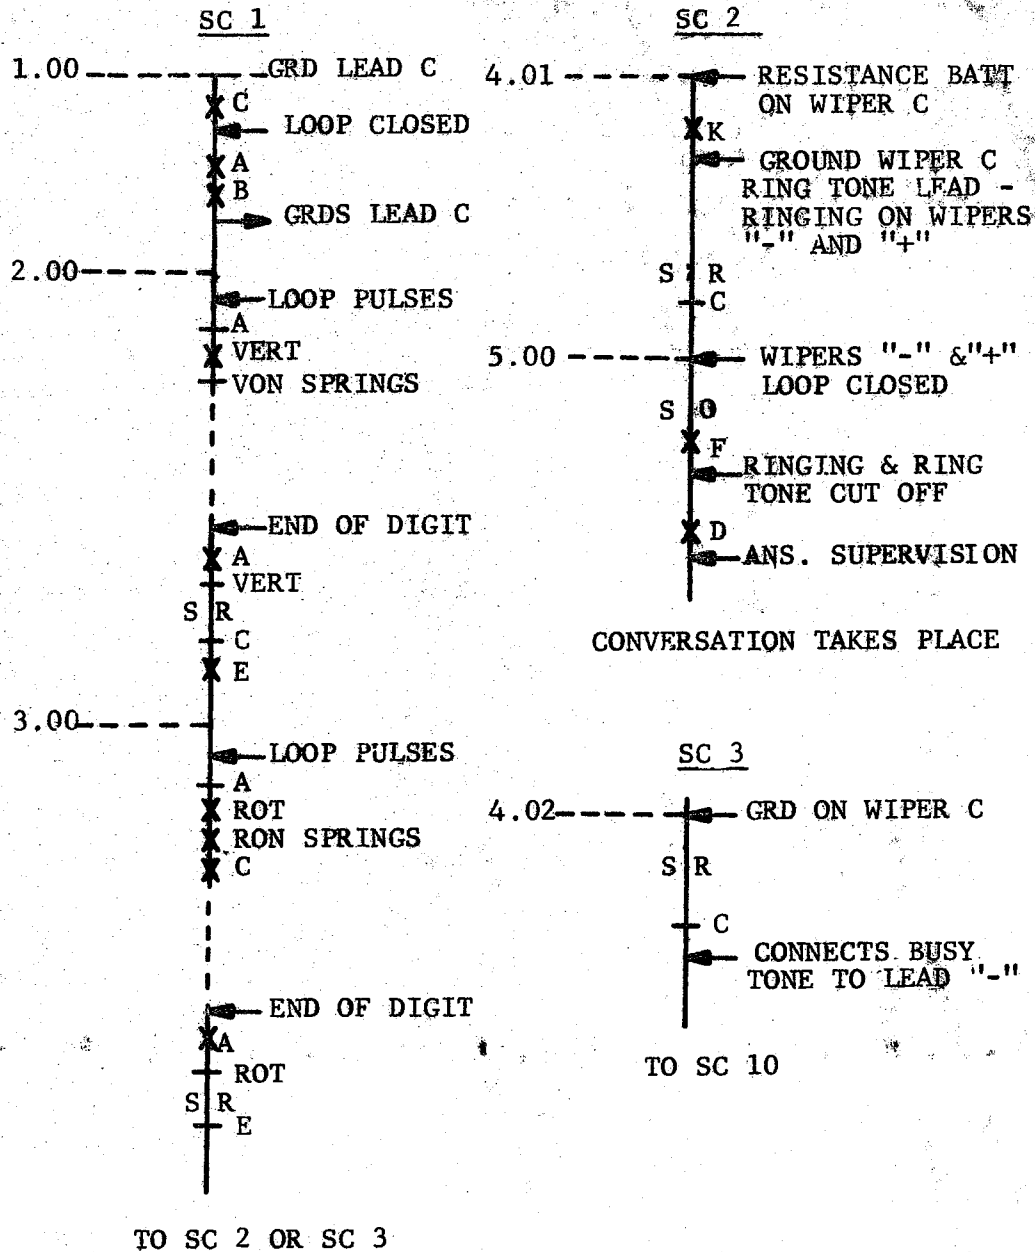 SC 1
1.00 GRD LEAD C
C
LOOP CLOSED
A
B
GRDS LEAD C
2.00
LOOP PULSES
A
VERT
VON SPRINGS
END OF DIGIT
A
VERT
S R
C
E
3.00
LOOP PULSES
A
ROT
RON SPRINGS
C
END OF DIGIT
A
ROT
S R
E
TO SC 2 OR SC 3
SC 2
4.01 RESISTANCE BATT
ON WIPER C
K
GROUND WIPER C
RING TONE LEAD -
RINGING ON WIPERS
"-" AND "+"
S R
C
5.00 WIPERS "-" &"+"
LOOP CLOSED
S O
F
RINGING & RING
TONE CUT OFF
D
ANS. SUPERVISION
CONVERSATION TAKES PLACE
SC 3
4.02 GRD ON WIPER C
S R
C
CONNECTS BUSY
TONE TO LEAD "-"
TO SC 10